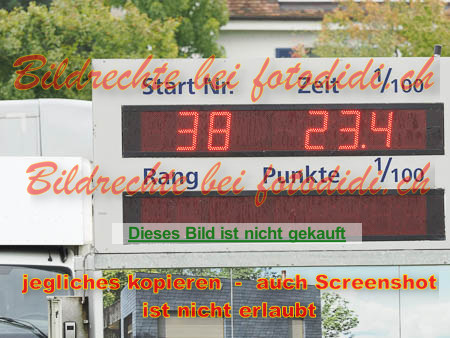 Bildrechte bei fotodidi.ch
Start Nr. Zeit 1/100
38 23.4
Bildrechte bei fotodidi.ch
Rang Punkte 1/100
Dieses Bild ist nicht gekauft
jegliches kopieren - auch Screenshot
ist nicht erlaubt